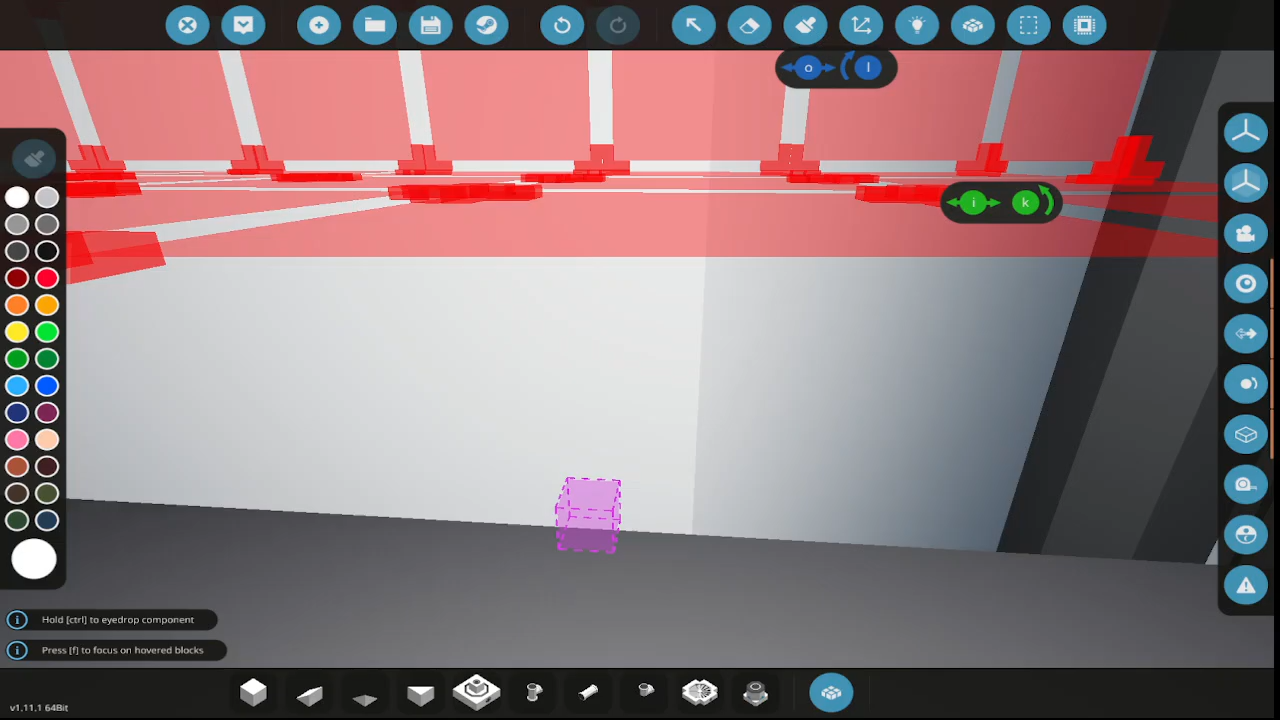 o l
i k
Hold [ctrl] to eyedrop component
Press [f] to focus on hovered blocks
v1,11,1 64Bit